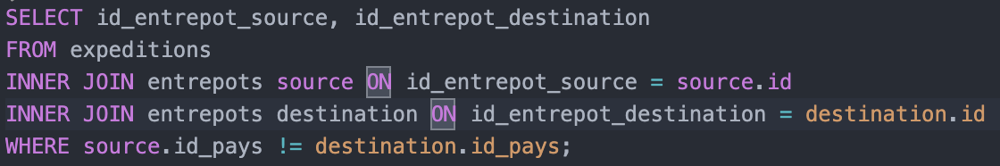 SELECT id_entrepot_source, id_entrepot_destination
FROM expeditions
INNER JOIN entrepots source ON id_entrepot_source = source.id
INNER JOIN entrepots destination ON id_entrepot_destination = destination.id
WHERE source.id_pays != destination.id_pays;